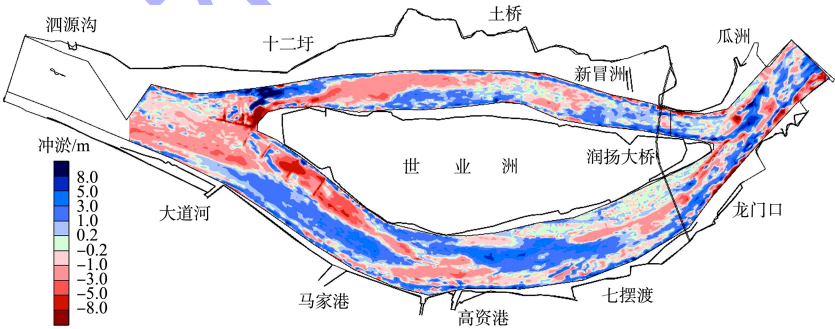 泗源沟
十二圩
土桥
新冒洲
瓜洲
冲淤/m
8.0
5.0
3.0
1.0
0.2
−0.2
−1.0
−3.0
−5.0
−8.0
世业洲
润扬大桥
大道河
龙门口
马家港
高资港
七摆渡